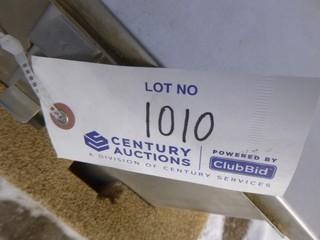 LOT NO
1010
CENTURY
AUCTIONS
A DIVISION OF CENTURY SERVICES
POWERED BY
ClubBid